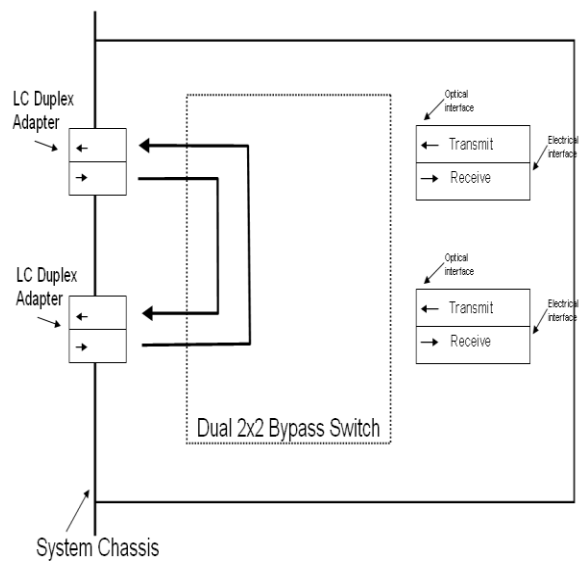 LC Duplex
Adapter
Optical
interface
Transmit
Receive
Electrical
interface
LC Duplex
Adapter
Optical
interface
Transmit
Receive
Electrical
interface
Dual 2x2 Bypass Switch
System Chassis